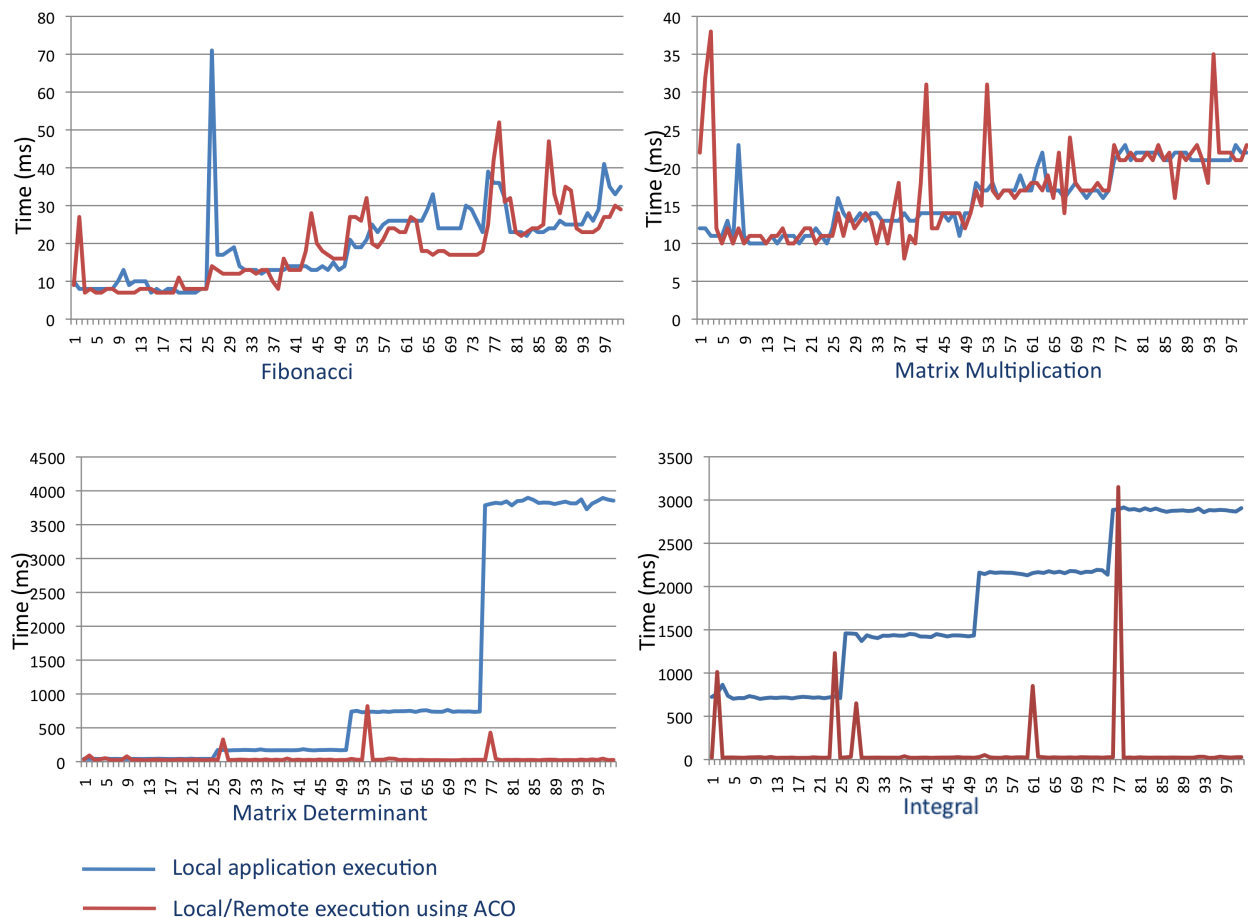 80
70
60
50
40
30
20
10
0
Time (ms)
1 5 9 13 17 21 25 29 33 37 41 45 49 53 57 61 65 69 73 77 81 85 89 93 97
Fibonacci
40
35
30
25
20
15
10
5
0
Time (ms)
1 5 9 13 17 21 25 29 33 37 41 45 49 53 57 61 65 69 73 77 81 85 89 93 97
Matrix Multiplication
4500
4000
3500
3000
2500
2000
1500
1000
500
0
Time (ms)
1 5 9 13 17 21 25 29 33 37 41 45 49 53 57 61 65 69 73 77 81 85 89 93 97
Matrix Determinant
3500
3000
2500
2000
1500
1000
500
0
Time (ms)
1 5 9 13 17 21 25 29 33 37 41 45 49 53 57 61 65 69 73 77 81 85 89 93 97
Integral
Local application execution
Local/Remote execution using ACO